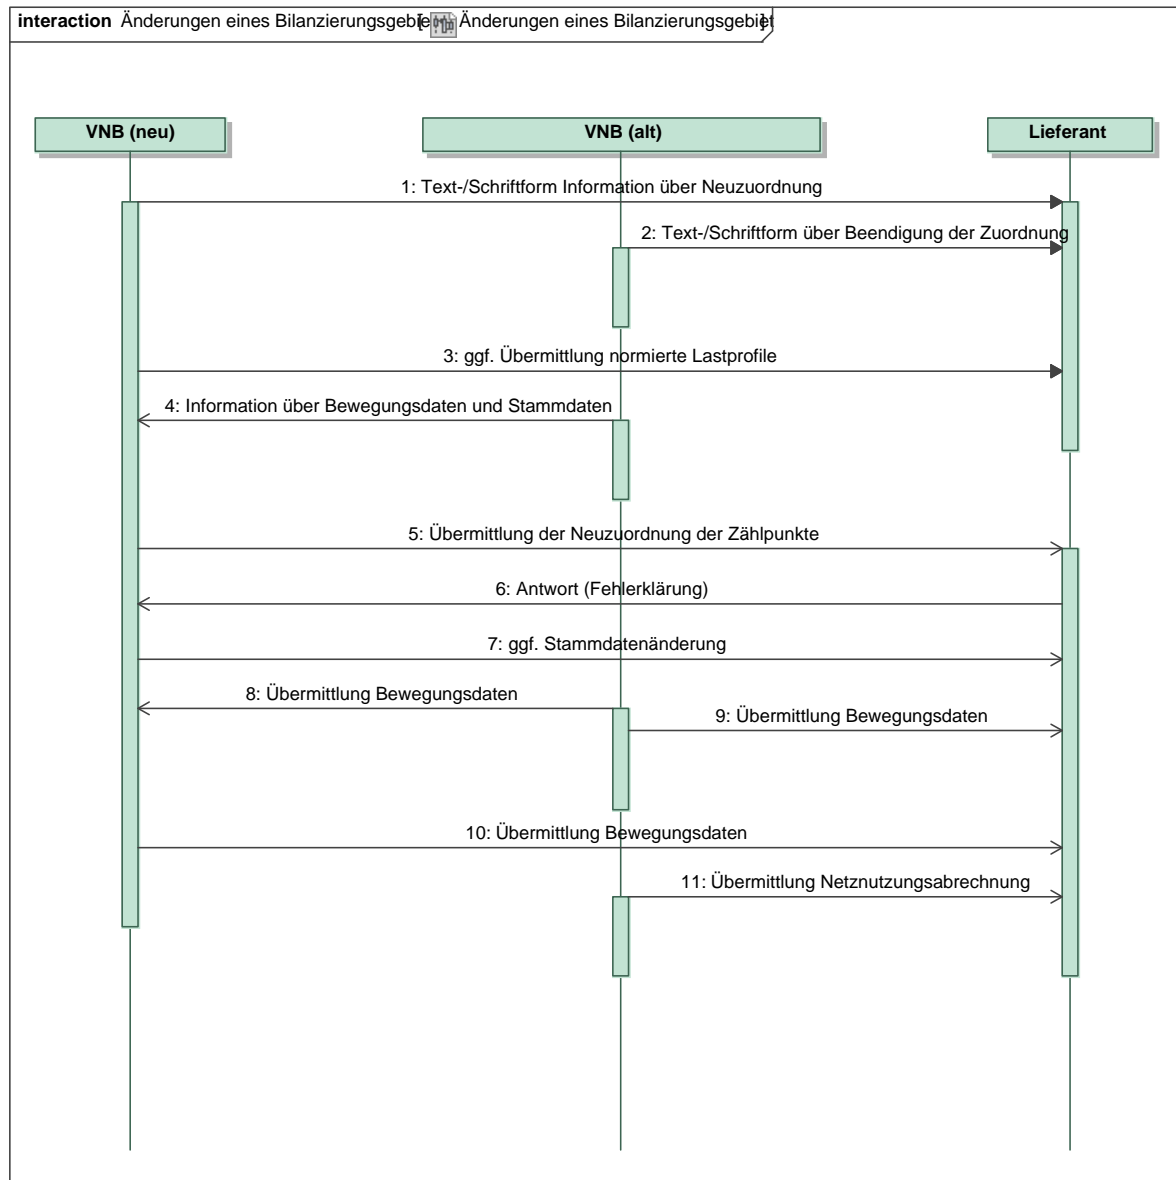 interaction Änderungen eines Bilanzierungsgebiet [ Änderungen eines Bilanzierungsgebiet ]
VNB (neu)
VNB (alt)
Lieferant
1: Text-/Schriftform Information über Neuzuordnung
2: Text-/Schriftform über Beendigung der Zuordnung
3: ggf. Übermittlung normierte Lastprofile
4: Information über Bewegungsdaten und Stammdaten
5: Übermittlung der Neuzuordnung der Zählpunkte
6: Antwort (Fehlerklärung)
7: ggf. Stammdatenänderung
8: Übermittlung Bewegungsdaten
9: Übermittlung Bewegungsdaten
10: Übermittlung Bewegungsdaten
11: Übermittlung Netznutzungsabrechnung